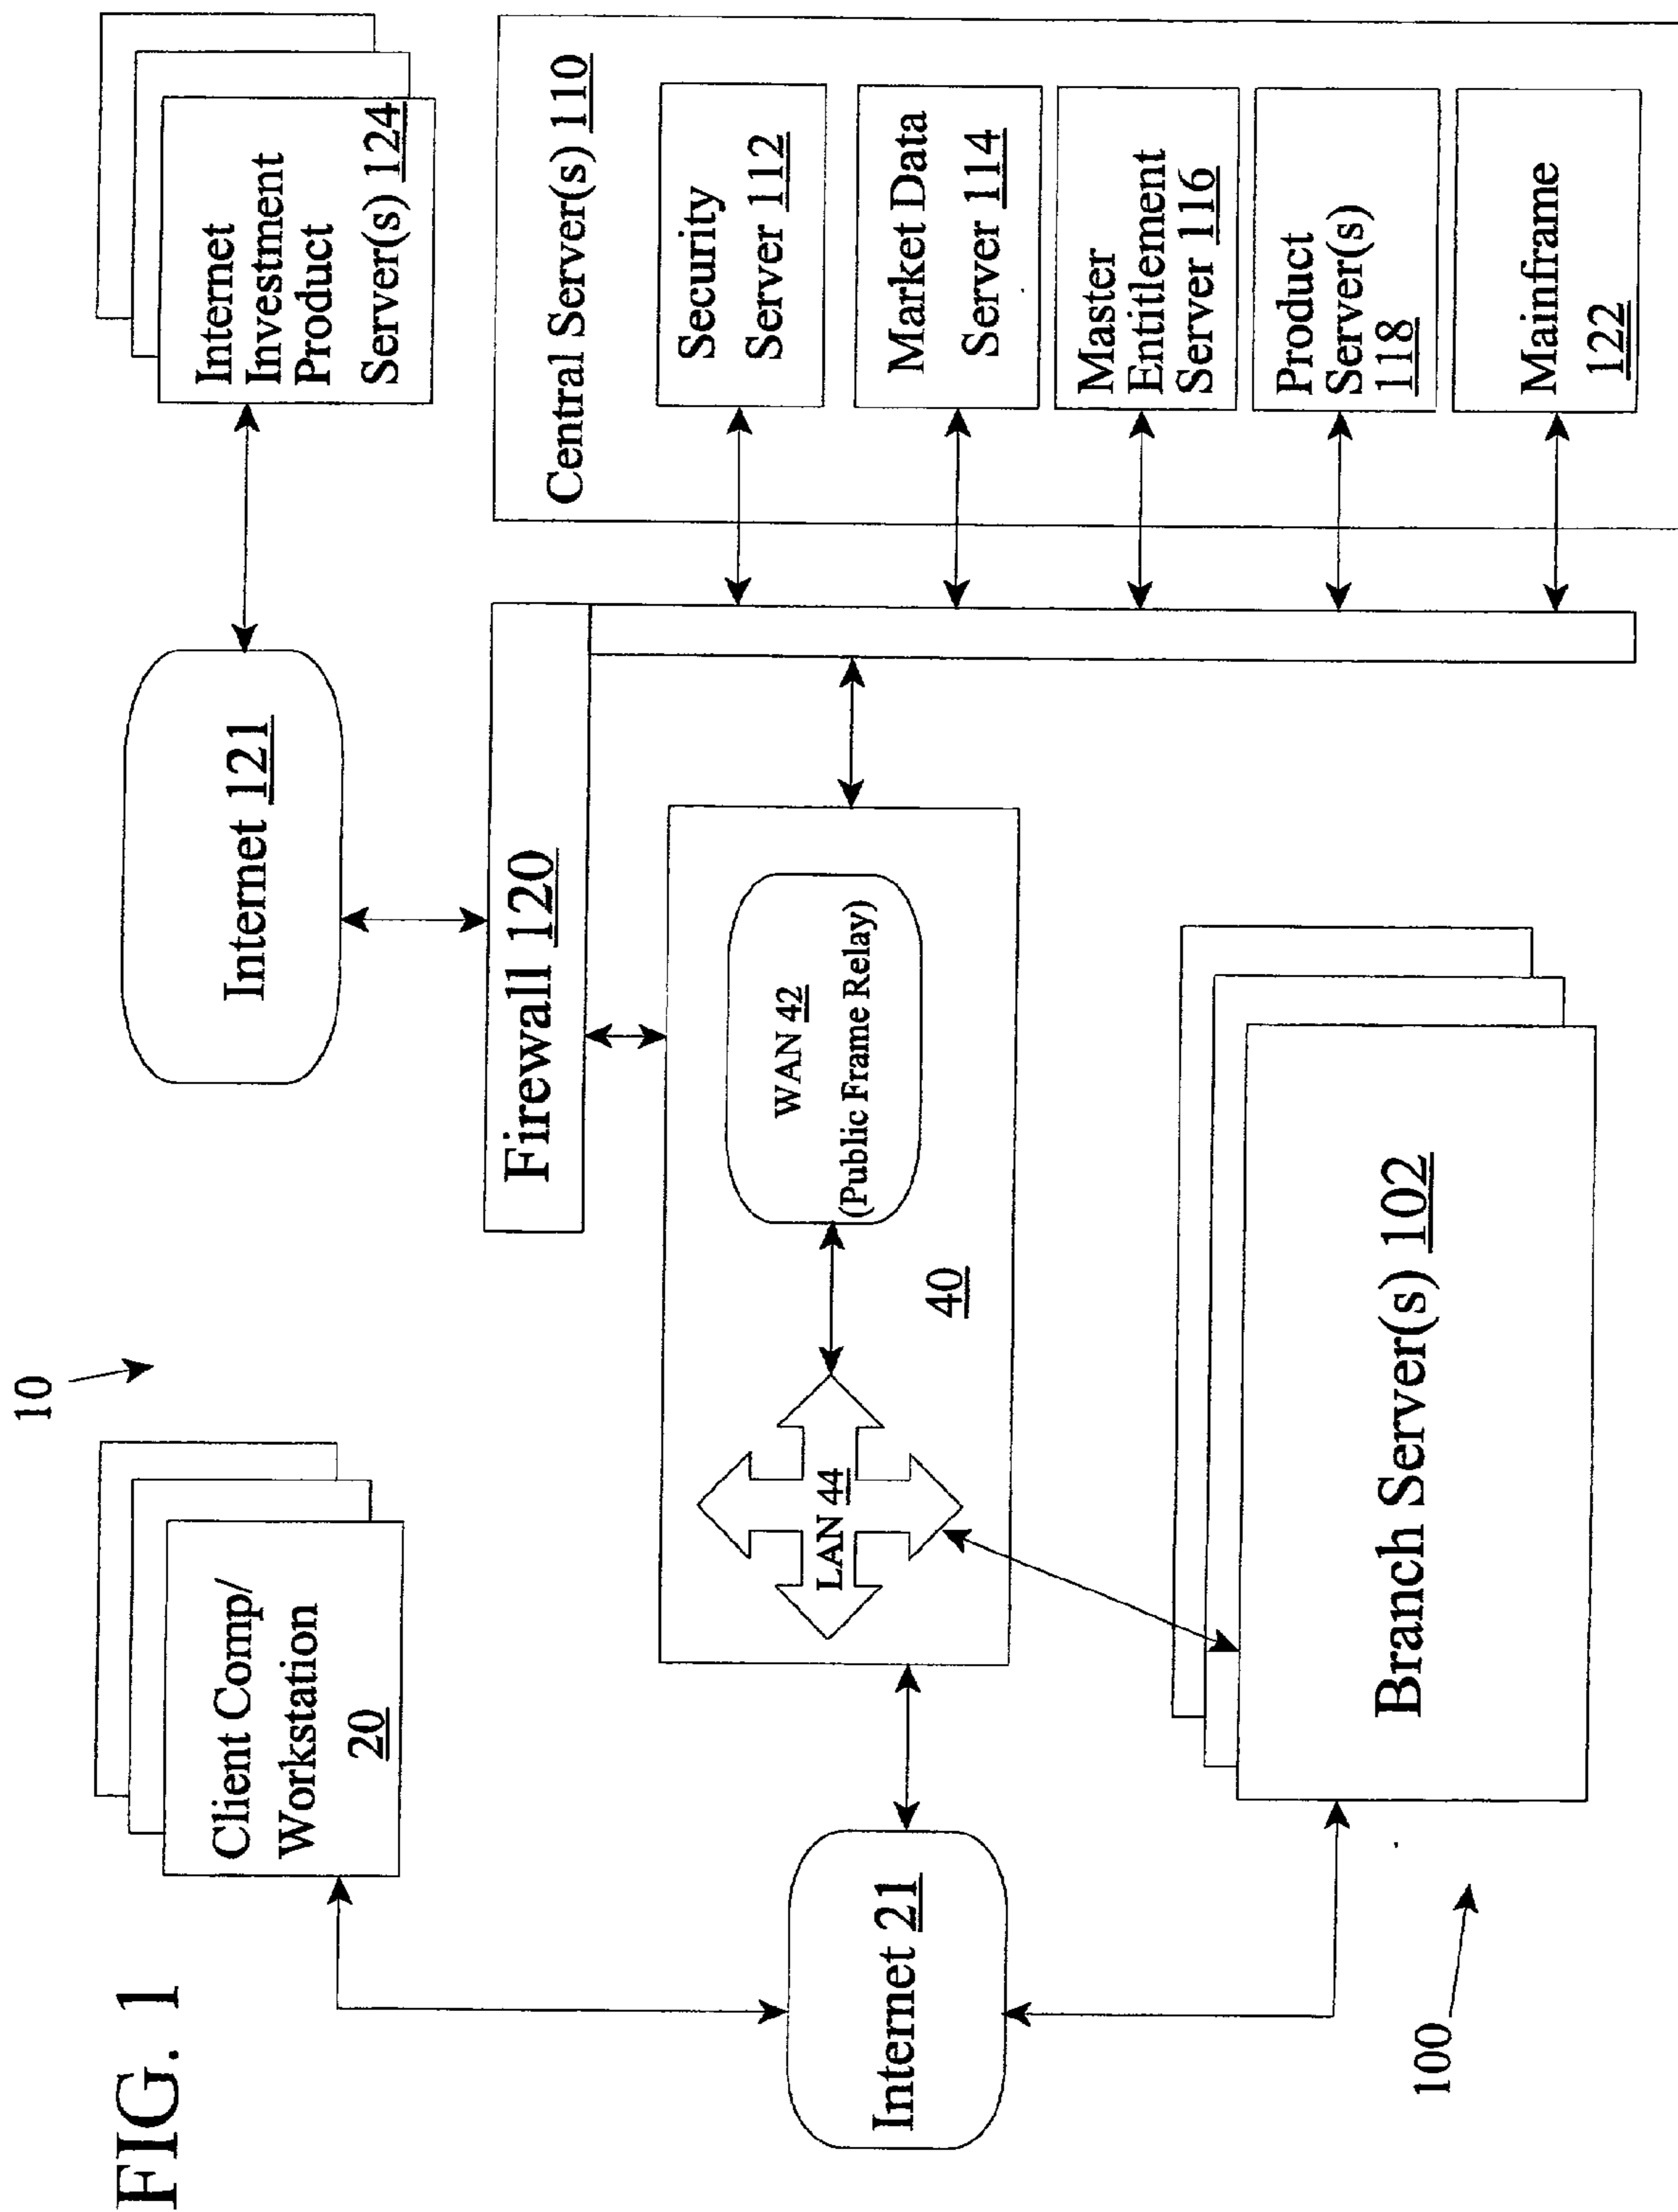 FIG. 1
10
Client Comp/
Workstation
20
Internet 121
Internet
Investment
Product
Server(s) 124
Firewall 120
Central Server(s) 110
Internet 21
LAN 44
WAN 42
(Public Frame Relay)
40
Security
Server 112
Market Data
Server 114
Master
Entitlement
Server 116
Product
Server(s)
118
Mainframe
122
Branch Server(s) 102
100